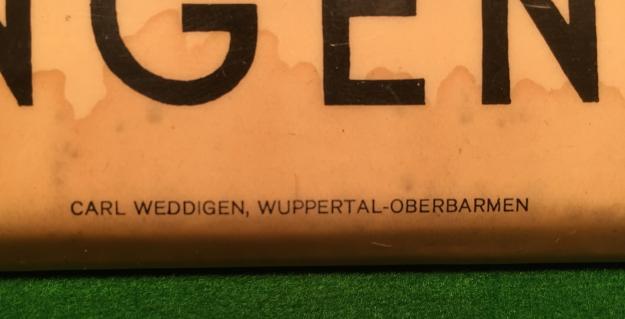 NGEN
CARL WEDDIGEN, WUPPERTAL-OBERBARMEN